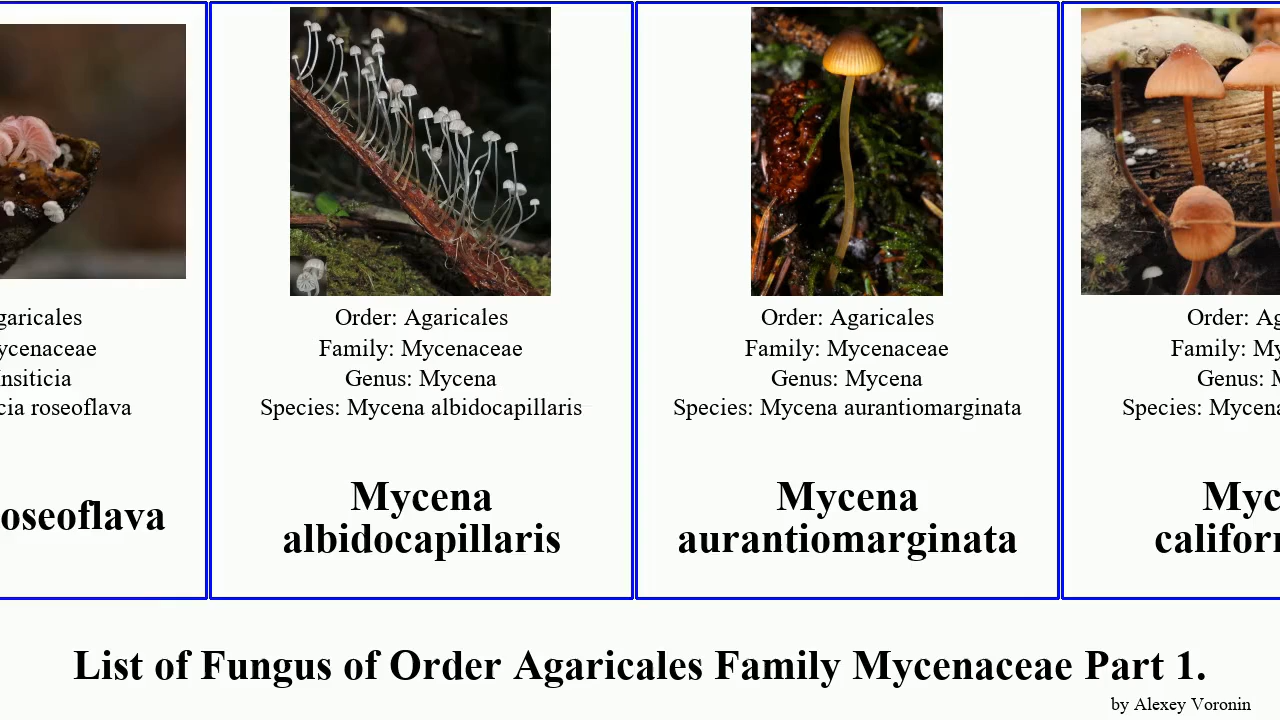 garicales
ycenaceae
nsiticia
cia roseoflava
oseoflava
Order: Agaricales
Family: Mycenaceae
Genus: Mycena
Species: Mycena albidocapillaris
Mycena
albidocapillaris
Order: Agaricales
Family: Mycenaceae
Genus: Mycena
Species: Mycena aurantiomarginata
Mycena
aurantiomarginata
Order: Ag
Family: My
Genus: M
Species: Mycena
Myc
califor
List of Fungus of Order Agaricales Family Mycenaceae Part 1.
by Alexey Voronin